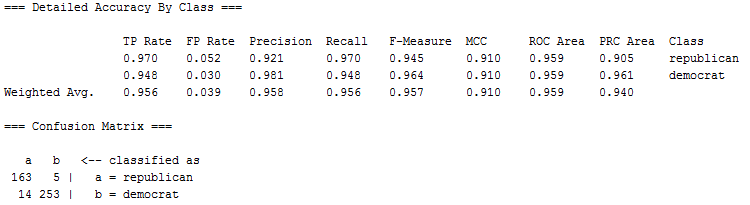 === Detailed Accuracy By Class ===
TP Rate FP Rate Precision Recall F-Measure MCC ROC Area PRC Area Class
0.970 0.052 0.921 0.970 0.945 0.910 0.959 0.905 republican
0.948 0.030 0.981 0.948 0.964 0.910 0.959 0.961 democrat
Weighted Avg. 0.956 0.039 0.958 0.956 0.957 0.910 0.959 0.940
=== Confusion Matrix ===
a b <-- classified as
163 5 | a = republican
14 253 | b = democrat